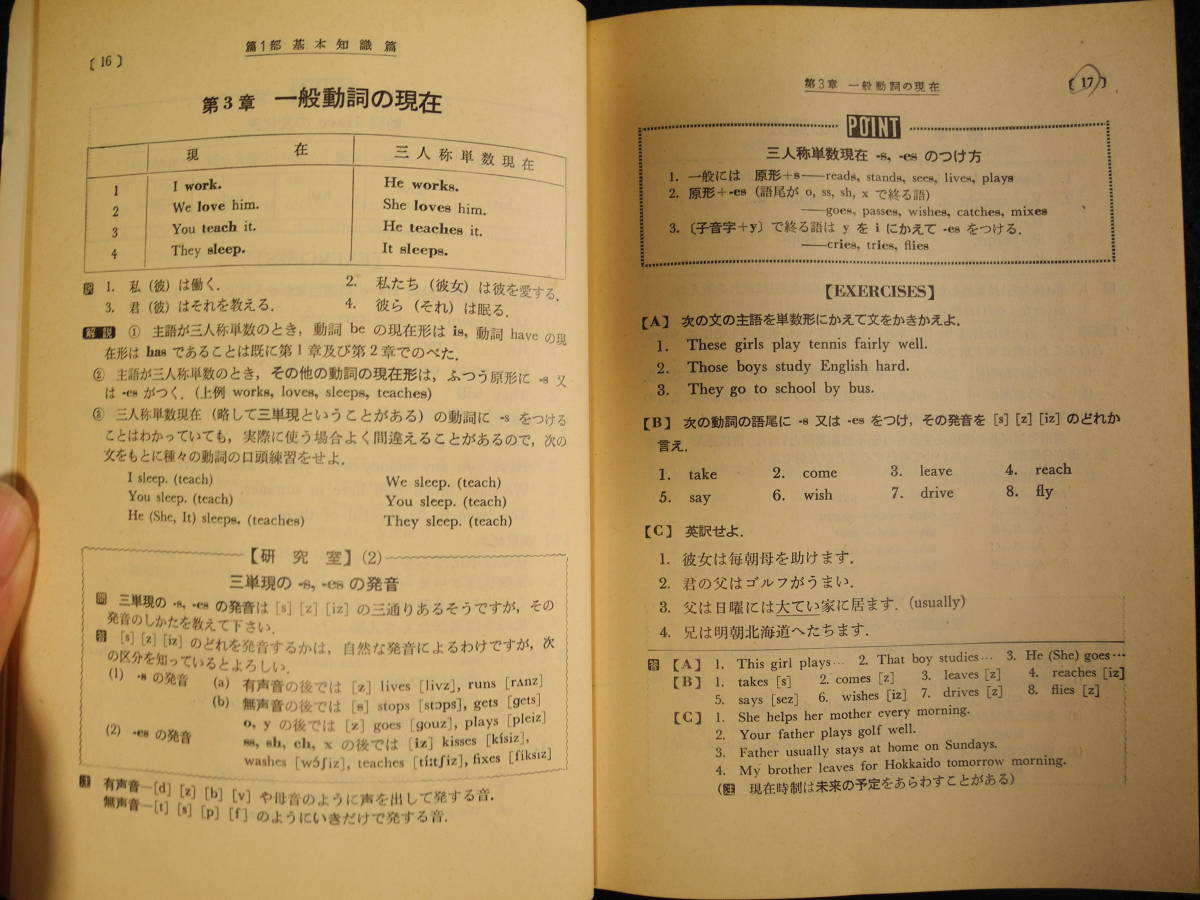 〔16〕
篇1部 基本知識篇
第3章 一般動詞の現在
現 在 三人称単数現在
1 I work. He works.
2 We love him. She loves him.
3 You teach it. He teaches it.
4 They sleep. It sleeps.
訳 1. 私（彼）は働く. 2. 私たち（彼女）は彼を愛する.
3. 君（彼）はそれを教える. 4. 彼ら（それ）は眠る.
解説 ① 主語が三人称単数のとき, 動詞 be の現在形は is, 動詞 have の現
在形は has であることは既に第1章及び第2章でのべた.
② 主語が三人称単数のとき, その他の動詞の現在形は, ふつう原形に -s 又
は -es がつく. (上例 works, loves, sleeps, teaches)
③ 三人称単数現在（略して三単現ということがある）の動詞に -s をつける
ことはわかっていても, 実際に使う場合よく間違えることがあるので, 次の
文をもとに種々の動詞の口頭練習をせよ.
I sleep. (teach) We sleep. (teach)
You sleep. (teach) You sleep. (teach)
He (She, It) sleeps. (teaches) They sleep. (teach)
【研究室】(2)
三単現の -s, -es の発音
問 三単現の -s, -es の発音は [s] [z] [iz] の三通りあるそうですが, その
発音のしかたを教えて下さい.
答 [s] [z] [iz] のどれを発音するかは, 自然な発音によるわけですが, 次
の区分を知っているとよろしい.
(1) -s の発音 (a) 有声音の後では [z] lives [livz], runs [rʌnz]
(b) 無声音の後では [s] stops [stɔps], gets [gets]
(2) -es の発音 o, y の後では [z] goes [gouz], plays [pleiz]
ss, sh, ch, x の後では [iz] kisses [kísiz],
washes [wɔ́ʃiz], teaches [tíːtʃiz], fixes [fíksiz]
注 有声音—[d] [z] [b] [v] や母音のように声を出して発する音.
無声音—[t] [s] [p] [f] のようにいきだけで発する音.
第3章 一般動詞の現在
〔17〕
POINT
三人称単数現在 -s, -es のつけ方
1. 一般には 原形+s——reads, stands, sees, lives, plays
2. 原形+-es (語尾が o, ss, sh, x で終る語)
——goes, passes, wishes, catches, mixes
3. 〔子音字+y〕で終る語は y を i にかえて -es をつける.
——cries, tries, flies
【EXERCISES】
【A】 次の文の主語を単数形にかえて文をかきかえよ.
1. These girls play tennis fairly well.
2. Those boys study English hard.
3. They go to school by bus.
【B】 次の動詞の語尾に -s 又は -es をつけ, その発音を [s] [z] [iz] のどれか
言え.
1. take 2. come 3. leave 4. reach
5. say 6. wish 7. drive 8. fly
【C】 英訳せよ.
1. 彼女は毎朝母を助けます.
2. 君の父はゴルフがうまい.
3. 父は日曜には大てい家に居ます. (usually)
4. 兄は明朝北海道へたちます.
答 【A】 1. This girl plays… 2. That boy studies… 3. He (She) goes…
【B】 1. takes [s] 2. comes [z] 3. leaves [z] 4. reaches [iz]
5. says [sez] 6. wishes [iz] 7. drives [z] 8. flies [z]
【C】 1. She helps her mother every morning.
2. Your father plays golf well.
3. Father usually stays at home on Sundays.
4. My brother leaves for Hokkaido tomorrow morning.
(注 現在時制は未来の予定をあらわすことがある)